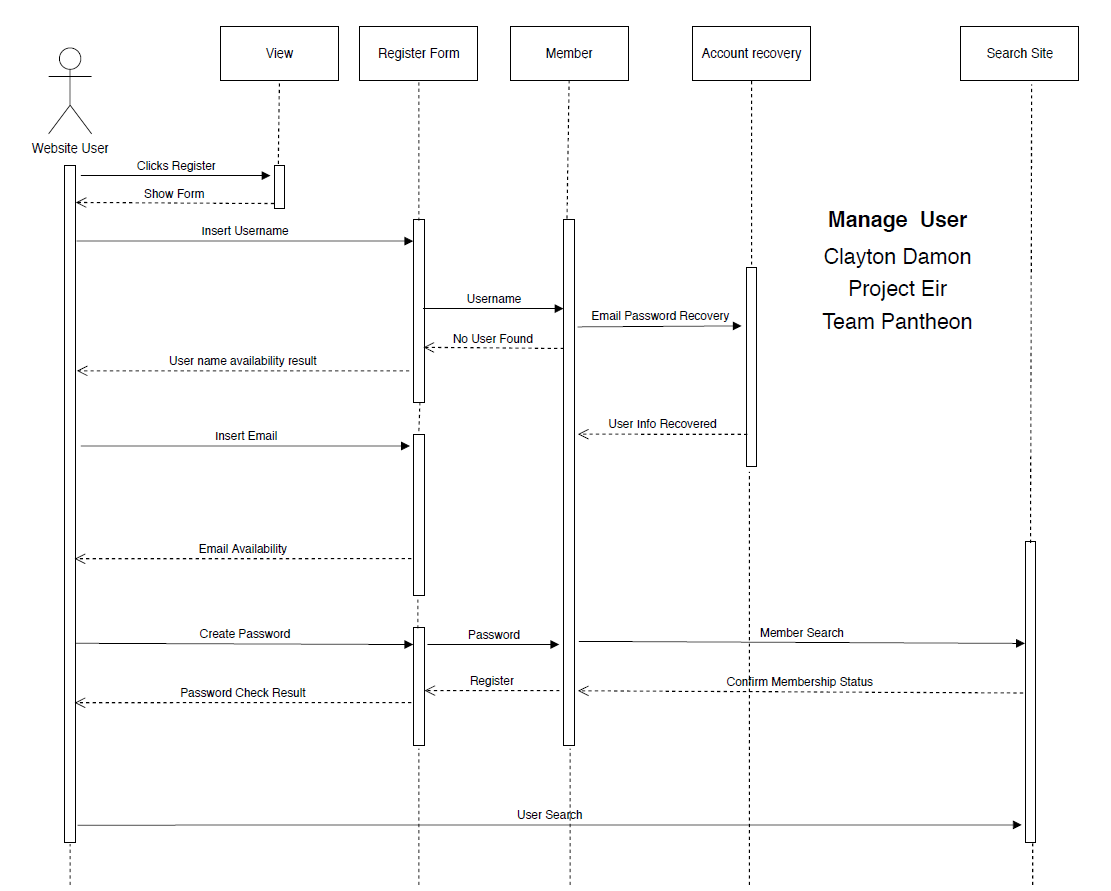 View
Register Form
Member
Account recovery
Search Site
Website User
Clicks Register
Show Form
Manage User
Insert Username
Clayton Damon
Project Eir
Username
Email Password Recovery
Team Pantheon
No User Found
User name availability result
User Info Recovered
Insert Email
Email Availability
Create Password
Password
Member Search
Password Check Result
Register
Confirm Membership Status
User Search